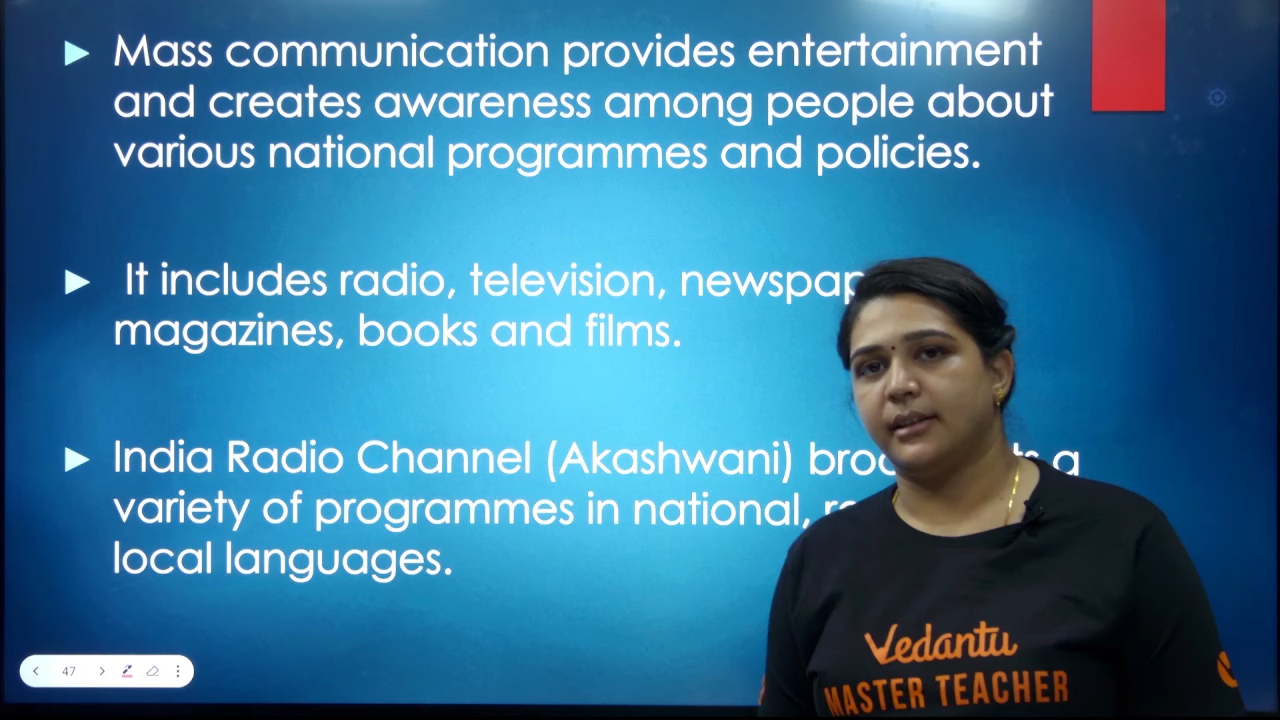 Mass communication provides entertainment
and creates awareness among people about
various national programmes and policies.
It includes radio, television,
magazines, books and films.
India Radio Channel (Akashwani) a
variety of programmes in national,
local languages.
47
Vedantu
MASTER TEACHER